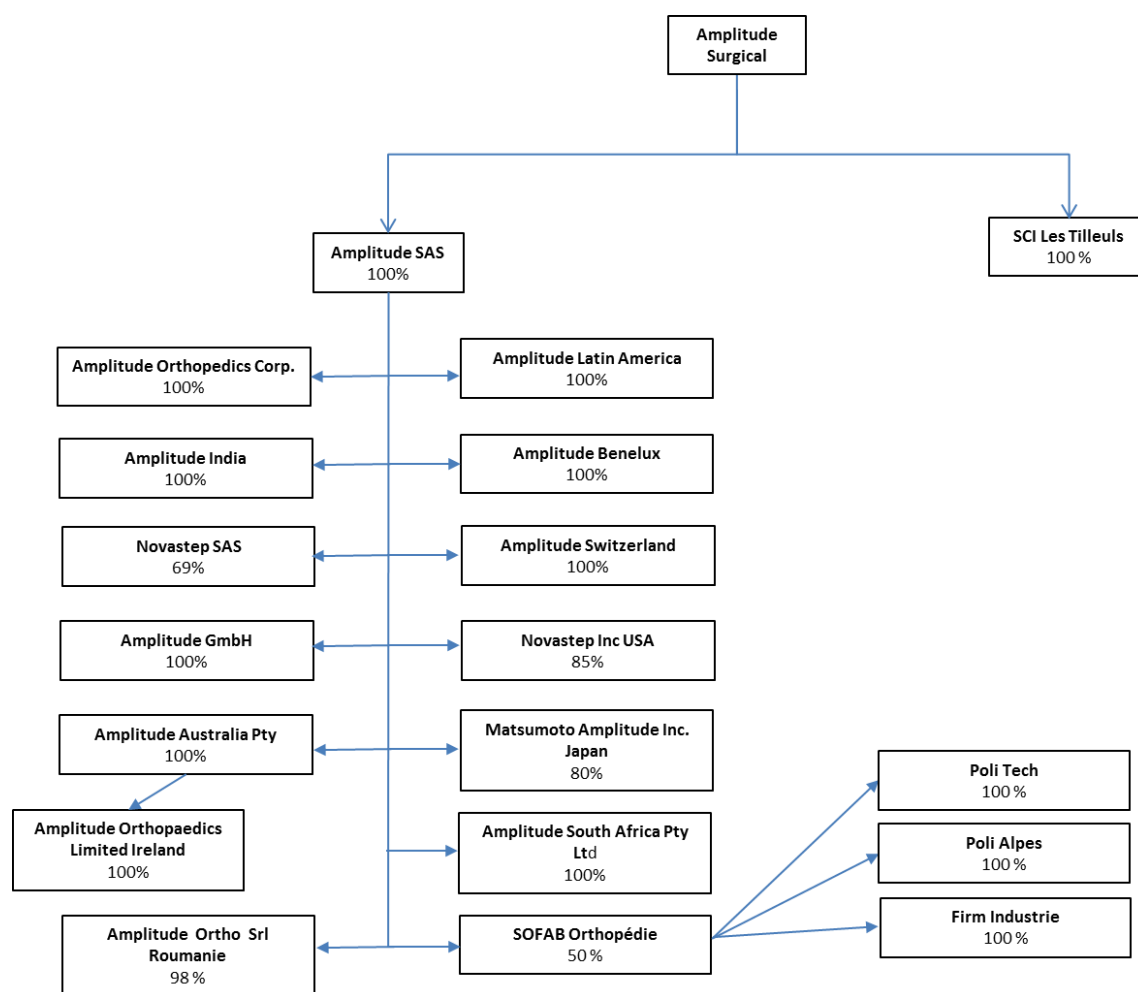 Amplitude
Surgical
Amplitude SAS
100%
SCI Les Tilleuls
100 %
Amplitude Orthopedics Corp.
100%
Amplitude Latin America
100%
Amplitude India
100%
Amplitude Benelux
100%
Novastep SAS
69%
Amplitude Switzerland
100%
Amplitude GmbH
100%
Novastep Inc USA
85%
Amplitude Australia Pty
100%
Matsumoto Amplitude Inc.
Japan
80%
Poli Tech
100 %
Amplitude Orthopaedics
Limited Ireland
100%
Amplitude South Africa Pty
Ltd
100%
Poli Alpes
100 %
Amplitude Ortho Srl
Roumanie
98 %
SOFAB Orthopédie
50 %
Firm Industrie
100 %